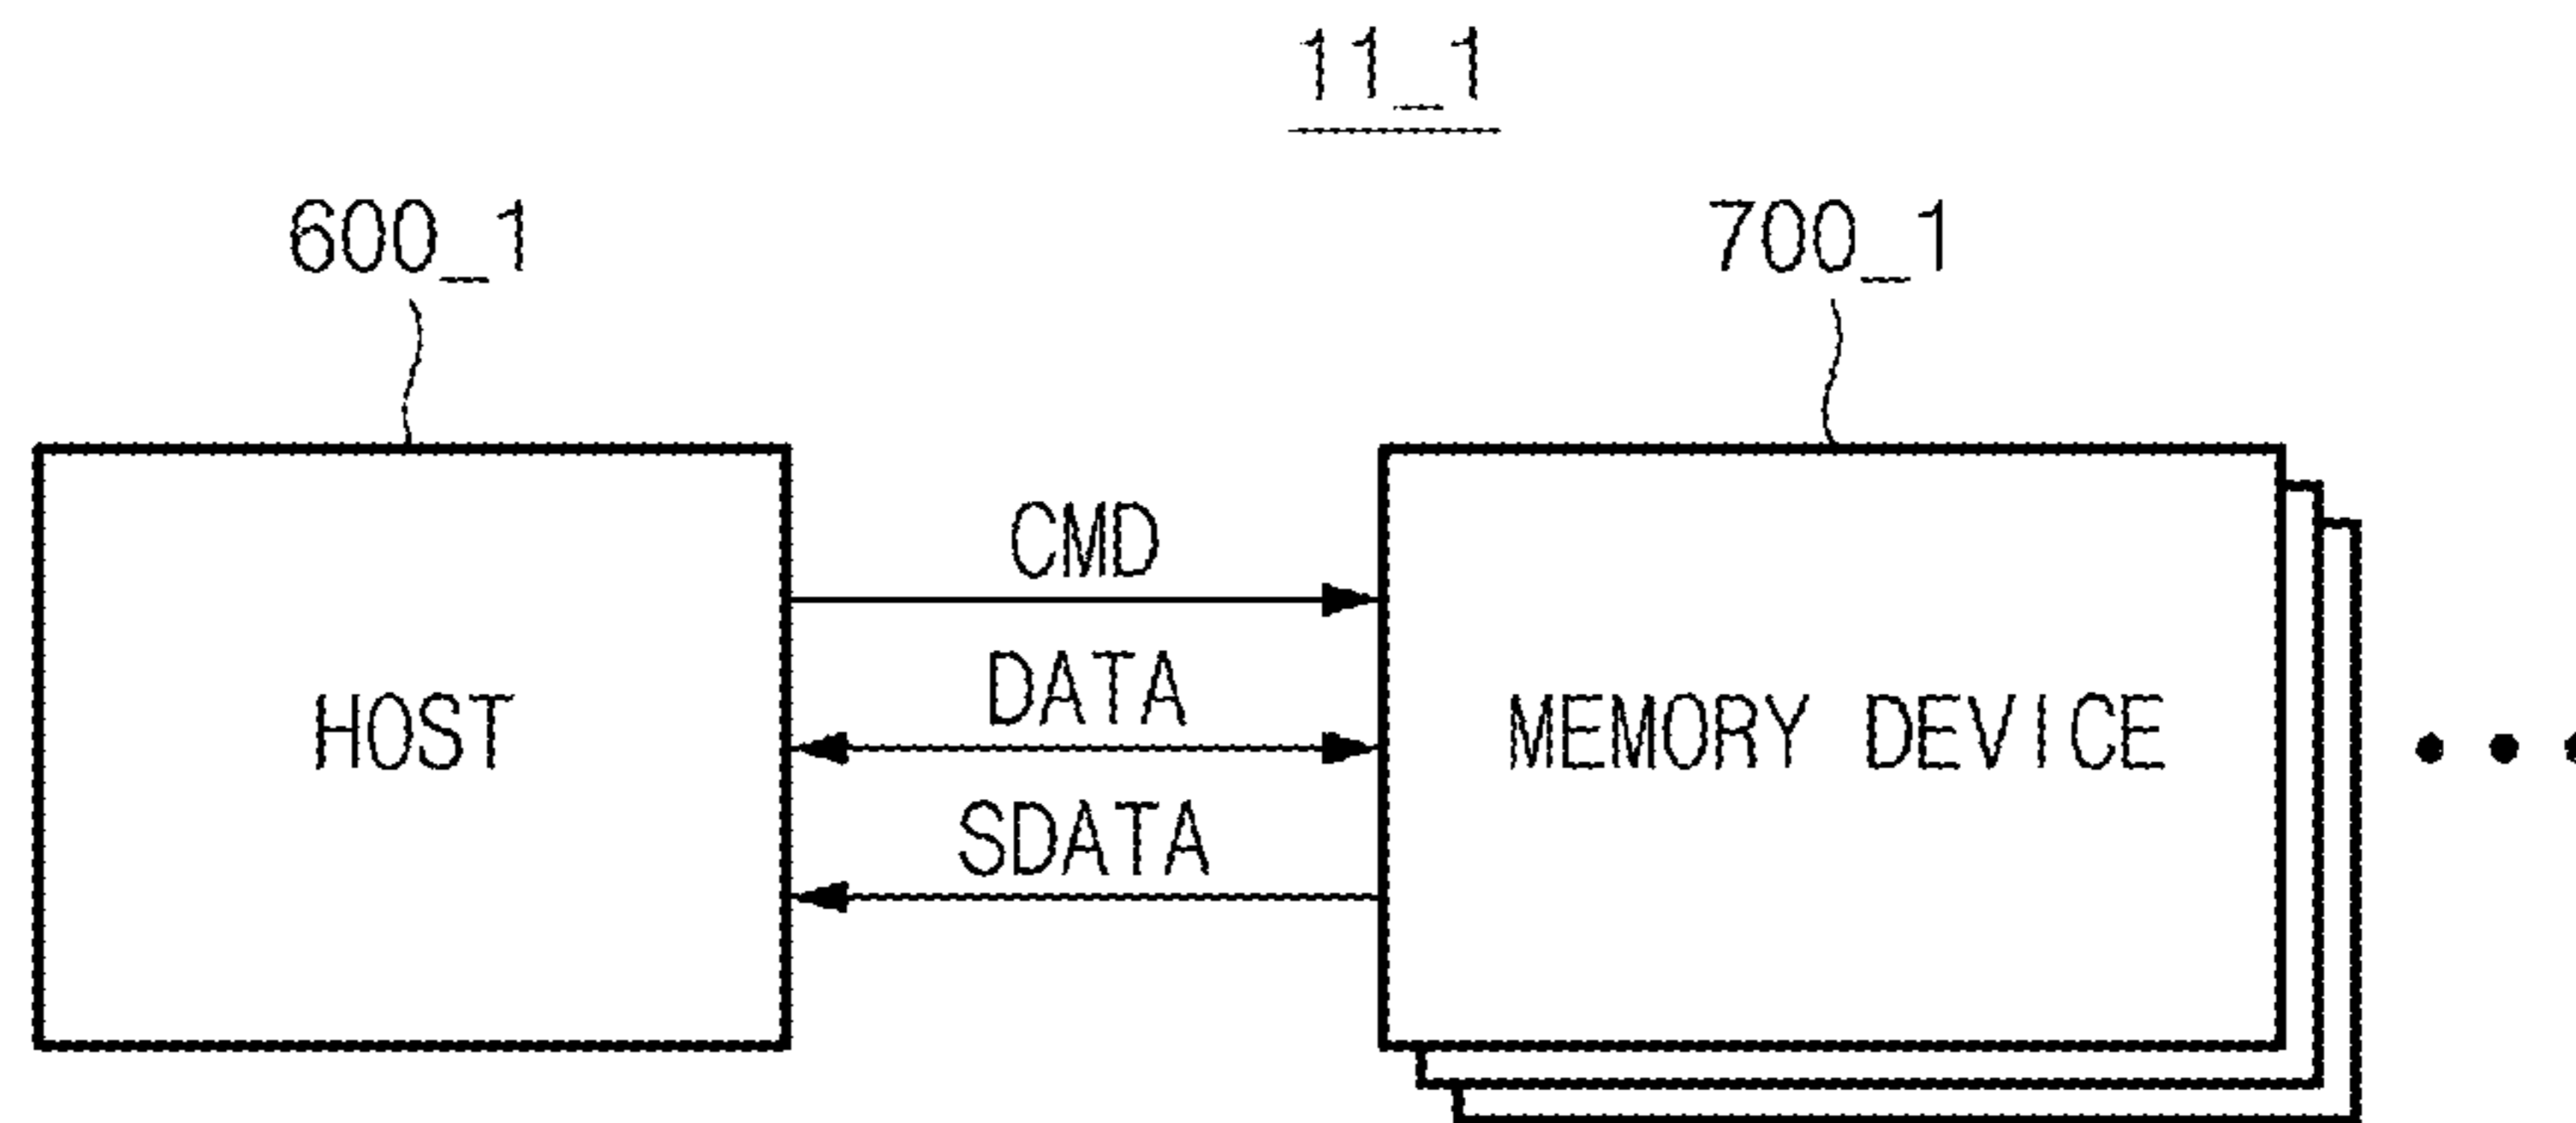 11_1
600_1
700_1
CMD
DATA
SDATA
HOST
MEMORY DEVICE